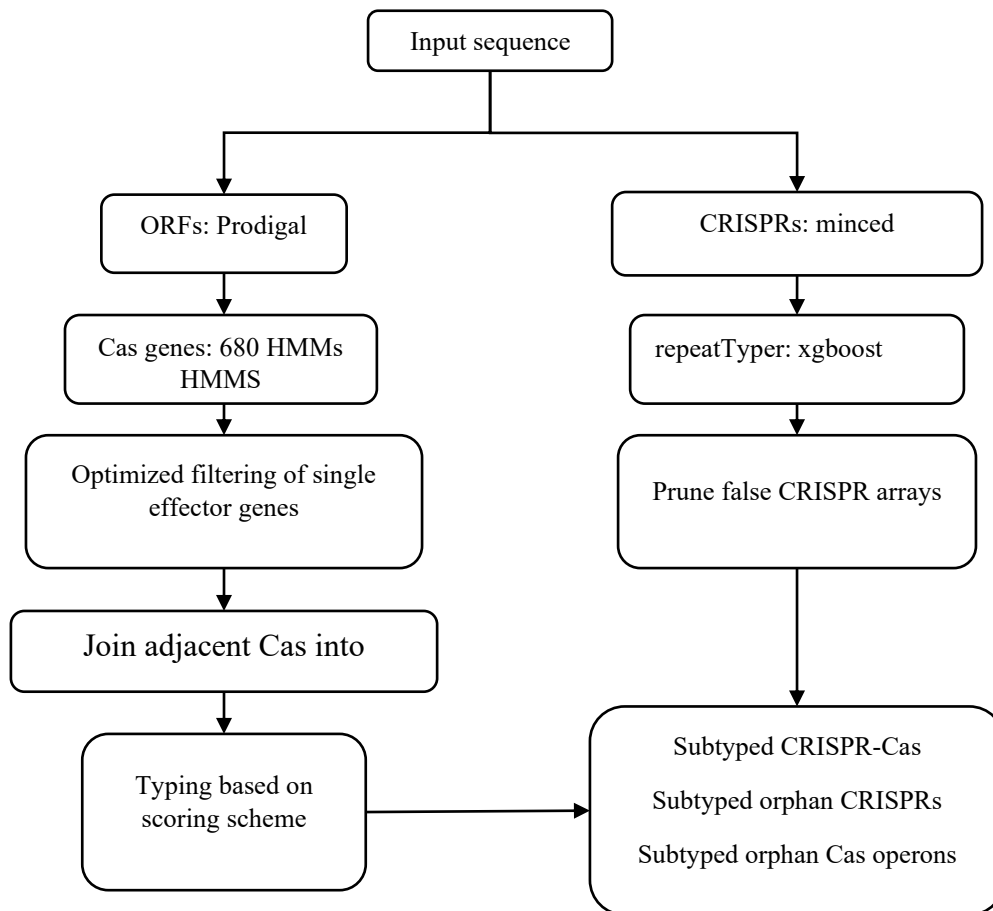 Input sequence
ORFs: Prodigal
CRISPRs: minced
Cas genes: 680 HMMs
HMMS
repeatTyper: xgboost
Optimized filtering of single
effector genes
Prune false CRISPR arrays
Join adjacent Cas into
Typing based on
scoring scheme
Subtyped CRISPR-Cas
Subtyped orphan CRISPRs
Subtyped orphan Cas operons